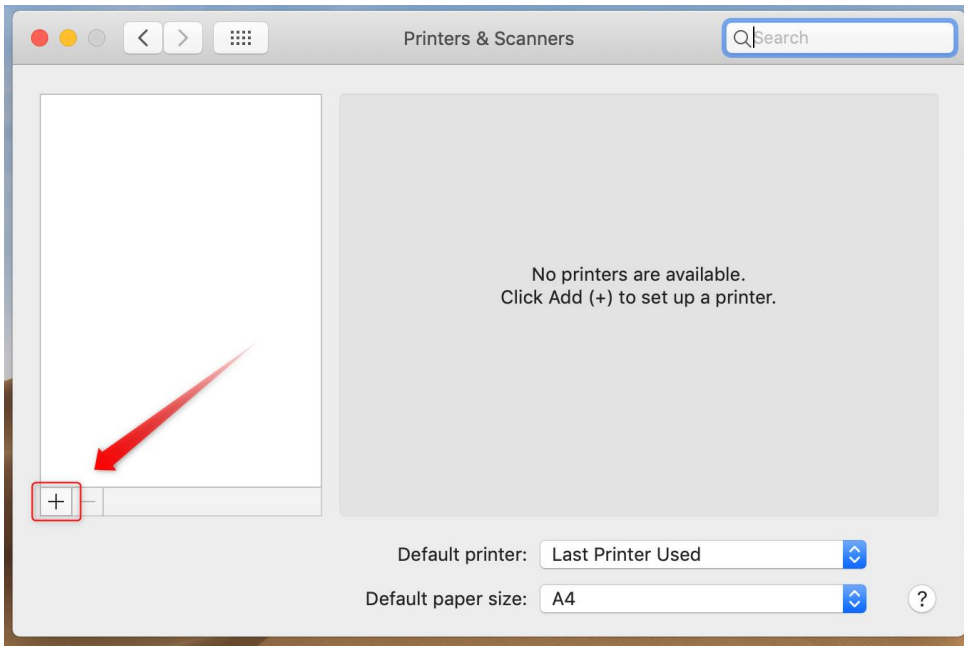 Printers & Scanners
Search
No printers are available.
Click Add (+) to set up a printer.
Default printer: Last Printer Used
Default paper size: A4
?